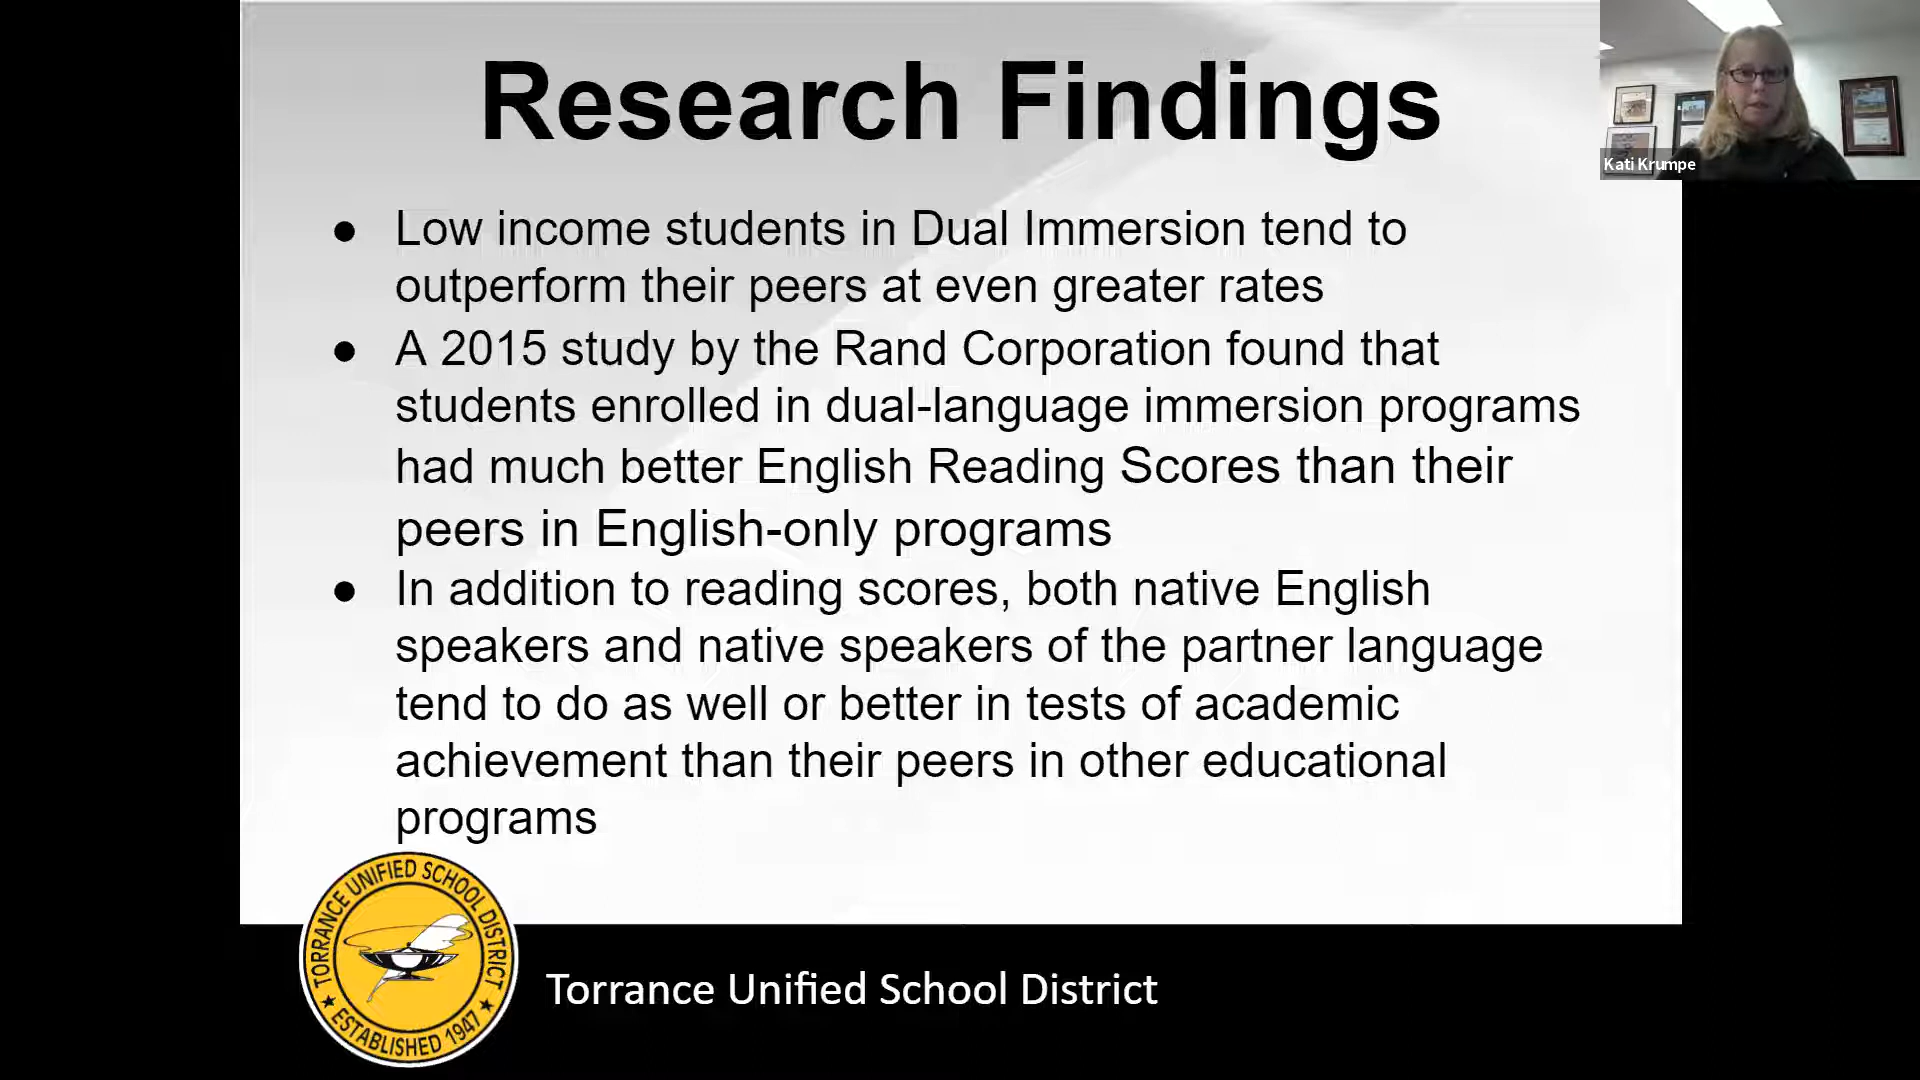 Research Findings
Kati Krumpe
● Low income students in Dual Immersion tend to
outperform their peers at even greater rates
● A 2015 study by the Rand Corporation found that
students enrolled in dual-language immersion programs
had much better English Reading Scores than their
peers in English-only programs
● In addition to reading scores, both native English
speakers and native speakers of the partner language
tend to do as well or better in tests of academic
achievement than their peers in other educational
programs
TORRANCE UNIFIED SCHOOL DISTRICT
★ ESTABLISHED 1947 ★
Torrance Unified School District